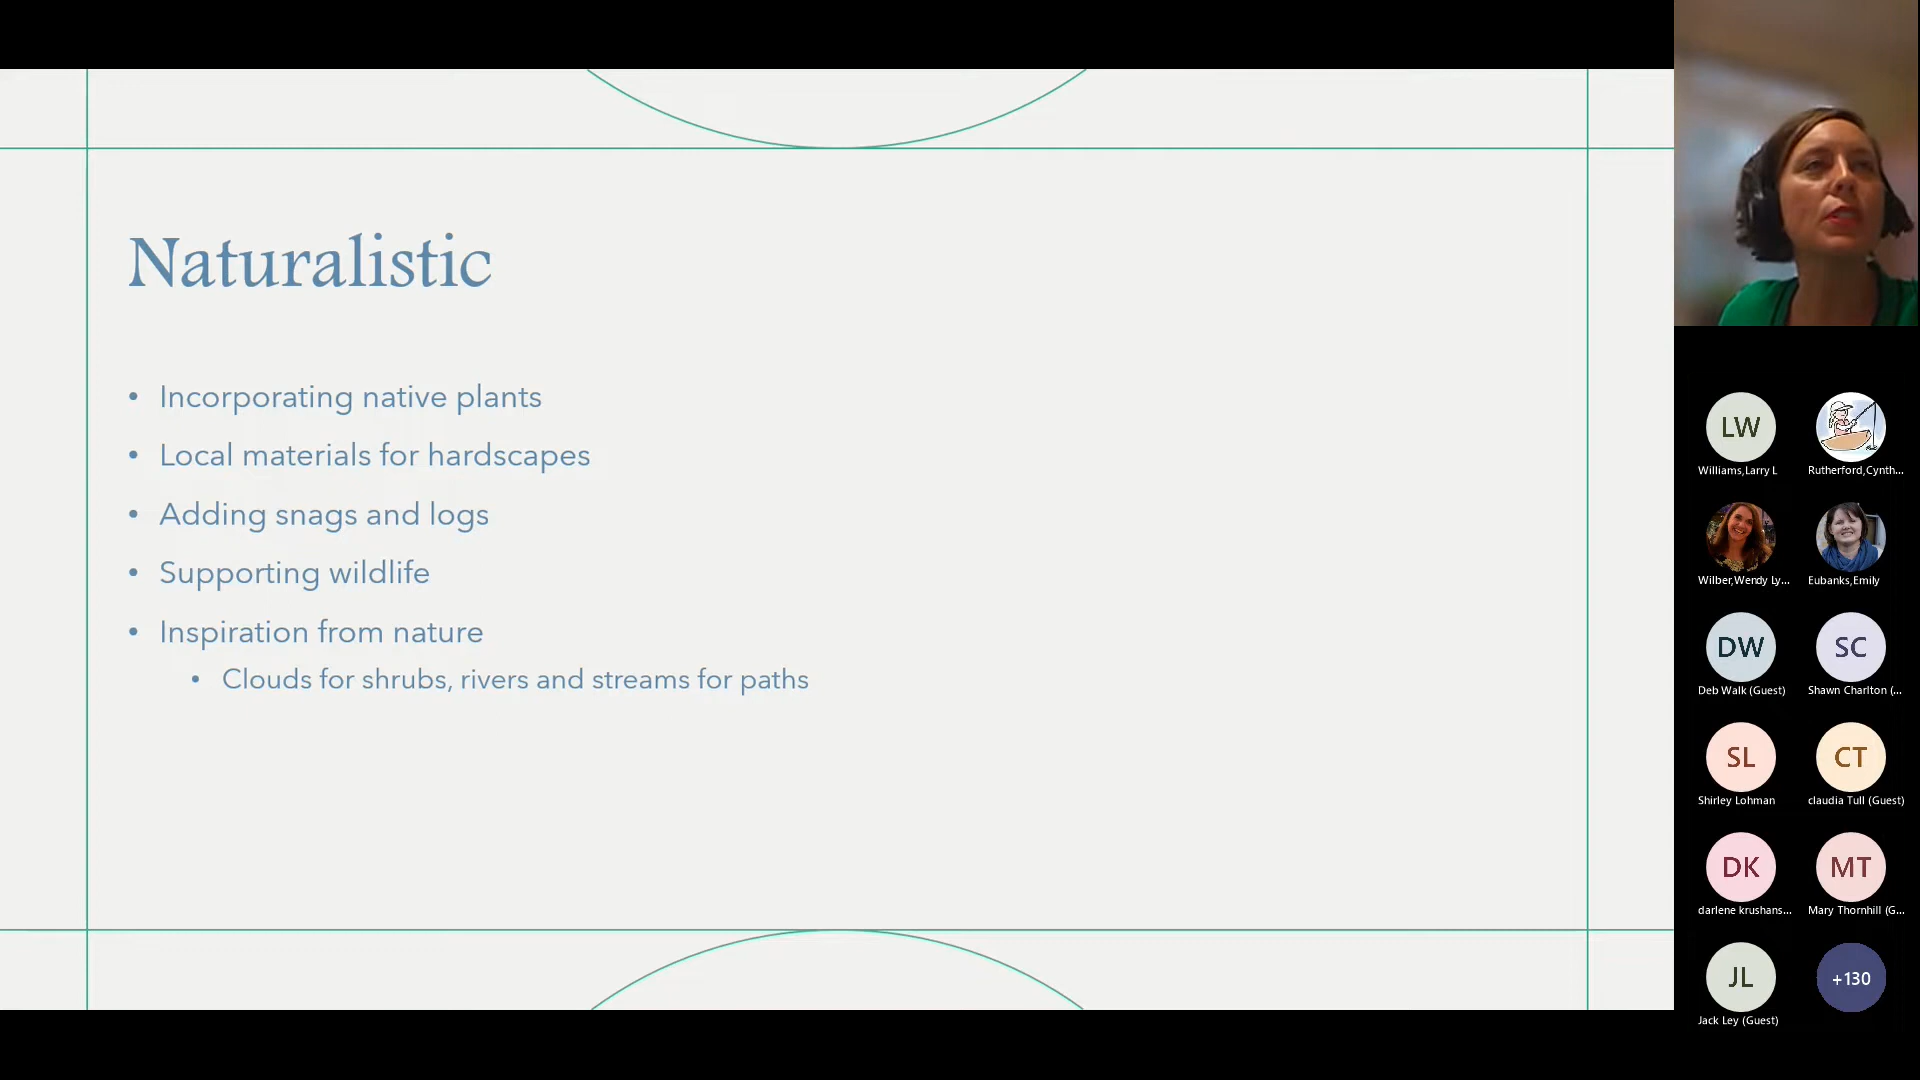 Naturalistic
• Incorporating native plants
• Local materials for hardscapes
• Adding snags and logs
• Supporting wildlife
• Inspiration from nature
• Clouds for shrubs, rivers and streams for paths
LW
Williams,Larry L
Rutherford,Cynth...
Wilber,Wendy Ly...
Eubanks,Emily
DW
Deb Walk (Guest)
SC
Shawn Charlton (...
SL
Shirley Lohman
CT
claudia Tull (Guest)
DK
darlene krushans...
MT
Mary Thornhill (G...
JL
Jack Ley (Guest)
+130